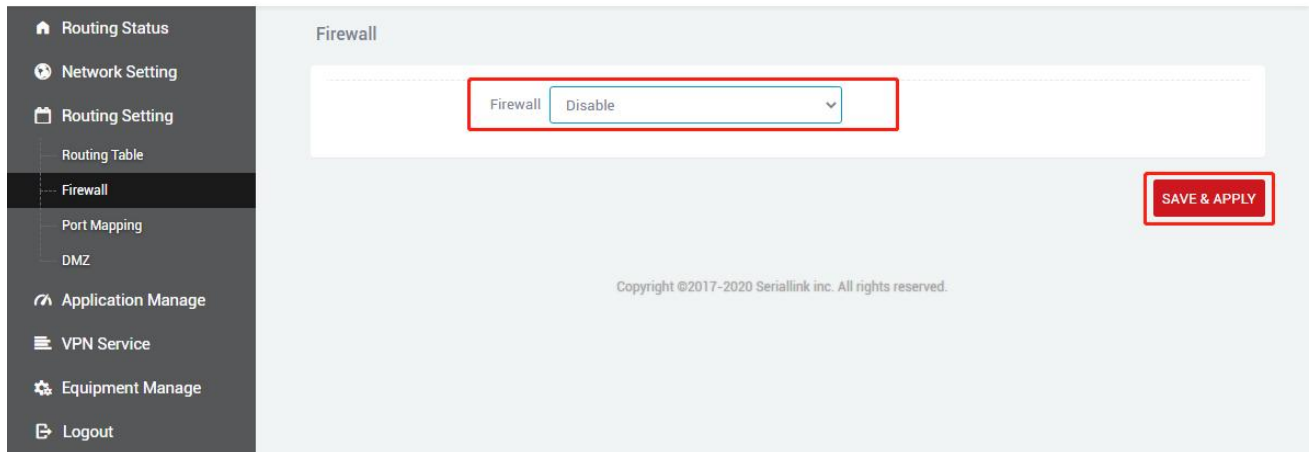 Routing Status
Network Setting
Routing Setting
Routing Table
Firewall
Port Mapping
DMZ
Application Manage
VPN Service
Equipment Manage
Logout
Firewall
Firewall Disable
SAVE & APPLY
Copyright ©2017-2020 Seriallink inc. All rights reserved.